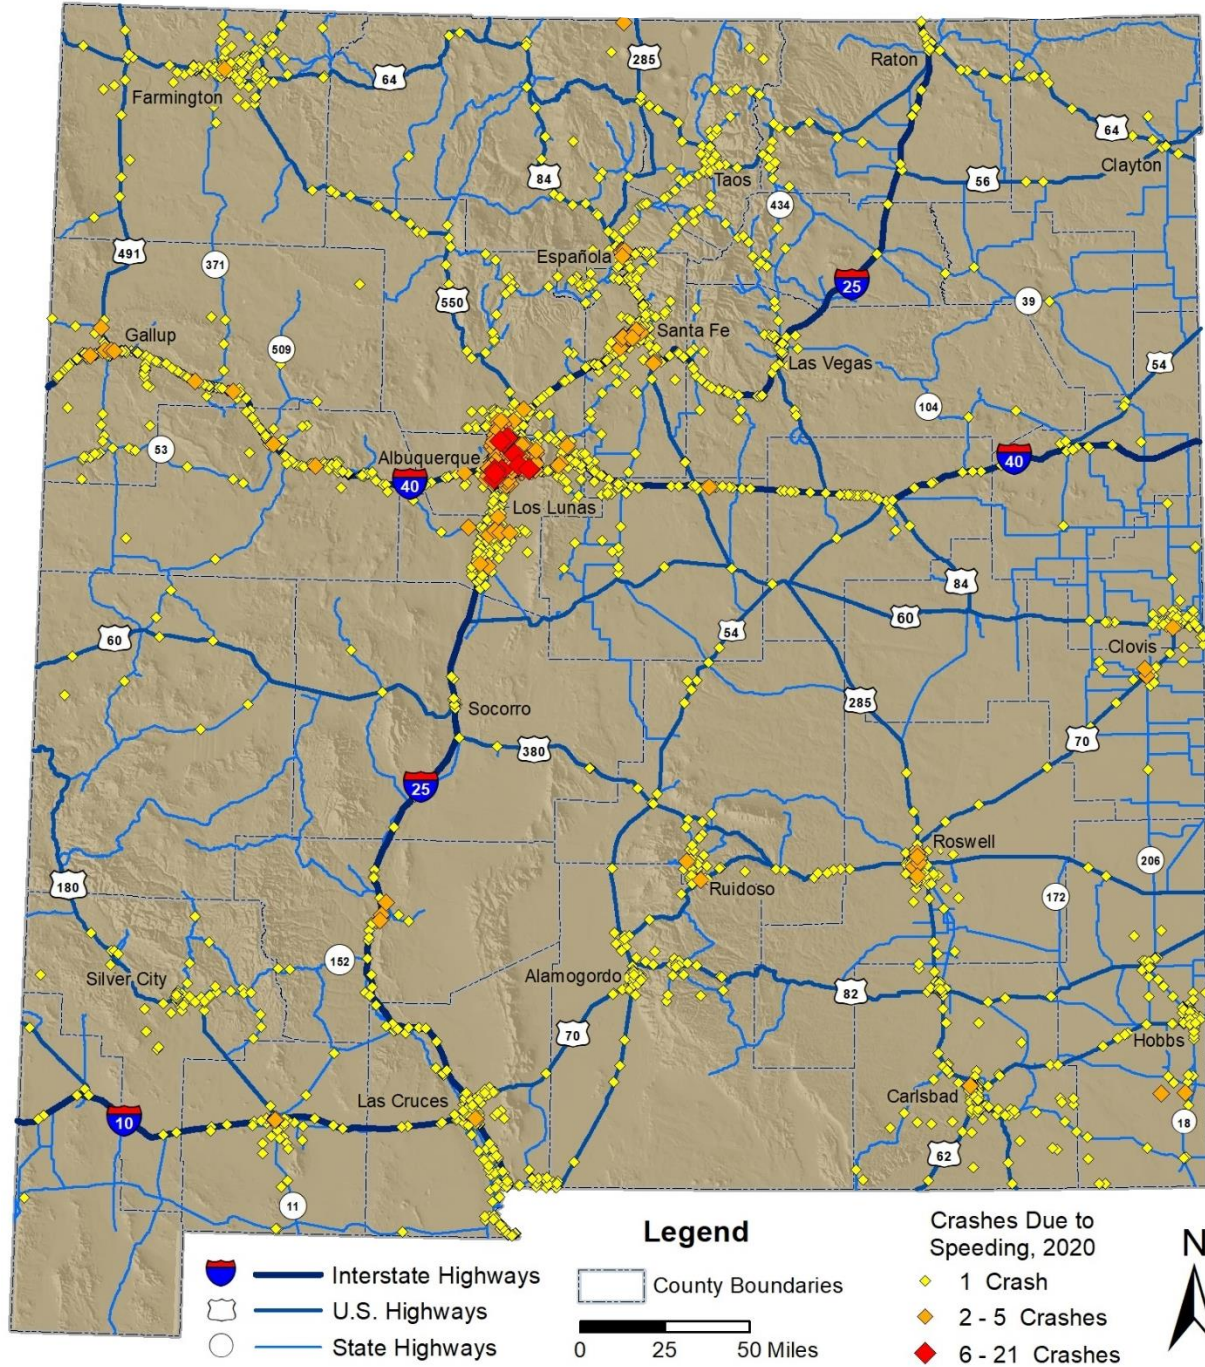 285
Raton
64
Farmington
64
Clayton
84
Taos
56
434
491
371
Española
25
550
39
Gallup
Santa Fe
509
Las Vegas
54
104
53
Albuquerque
40
40
Los Lunas
84
60
60
54
Clovis
285
Socorro
380
70
25
Roswell
206
180
Ruidoso
172
152
Silver City
Alamogordo
82
70
Hobbs
Las Cruces
Carlsbad
10
18
62
11
Legend
Interstate Highways
U.S. Highways
State Highways
County Boundaries
0 25 50 Miles
Crashes Due to
Speeding, 2020
1 Crash
2 - 5 Crashes
6 - 21 Crashes
N